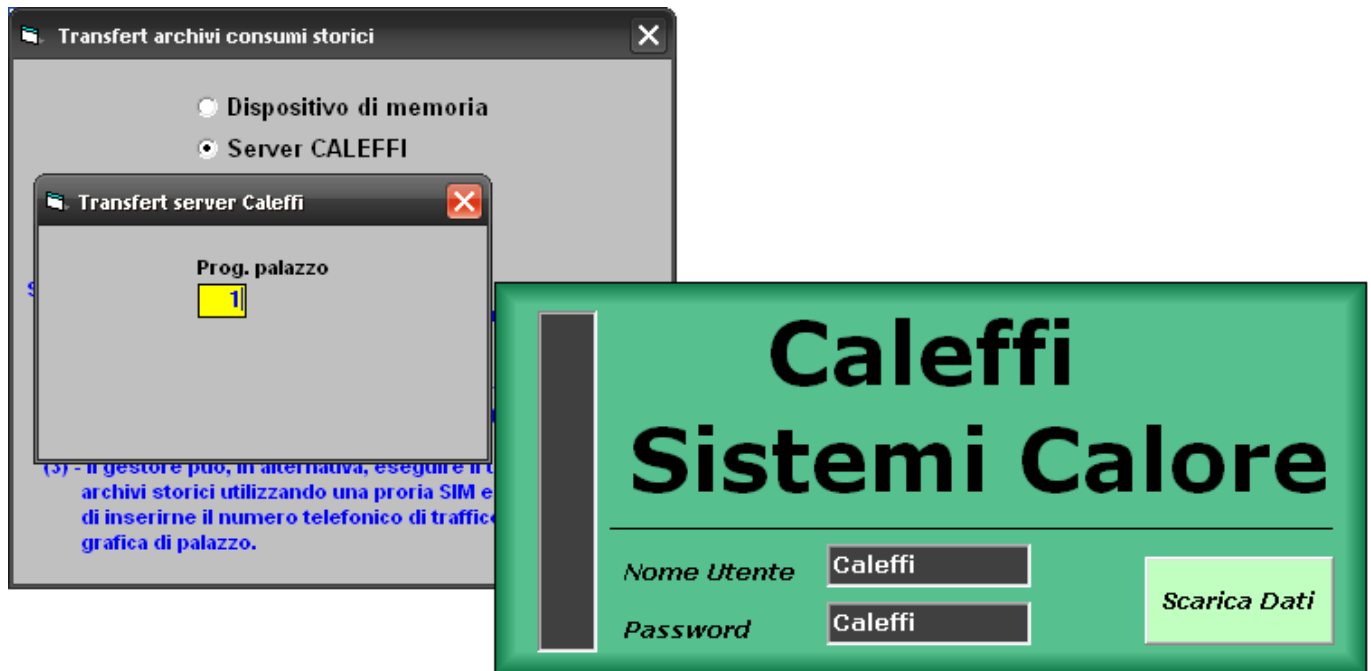 Transfert archivi consumi storici
Dispositivo di memoria
Server CALEFFI
Transfert server Caleffi
Prog. palazzo
1
(3) - Il gestore può, in alternativa, eseguire il
archivi storici utilizzando una proria SIM e
di inserirne il numero telefonico di traffic
grafica di palazzo.
Caleffi
Sistemi Calore
Nome Utente
Caleffi
Password
Caleffi
Scarica Dati